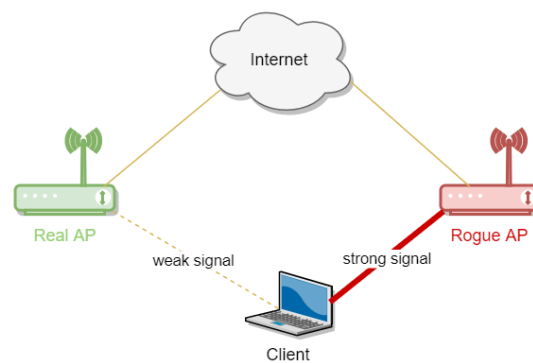 Internet
Real AP
Rogue AP
weak signal
strong signal
Client